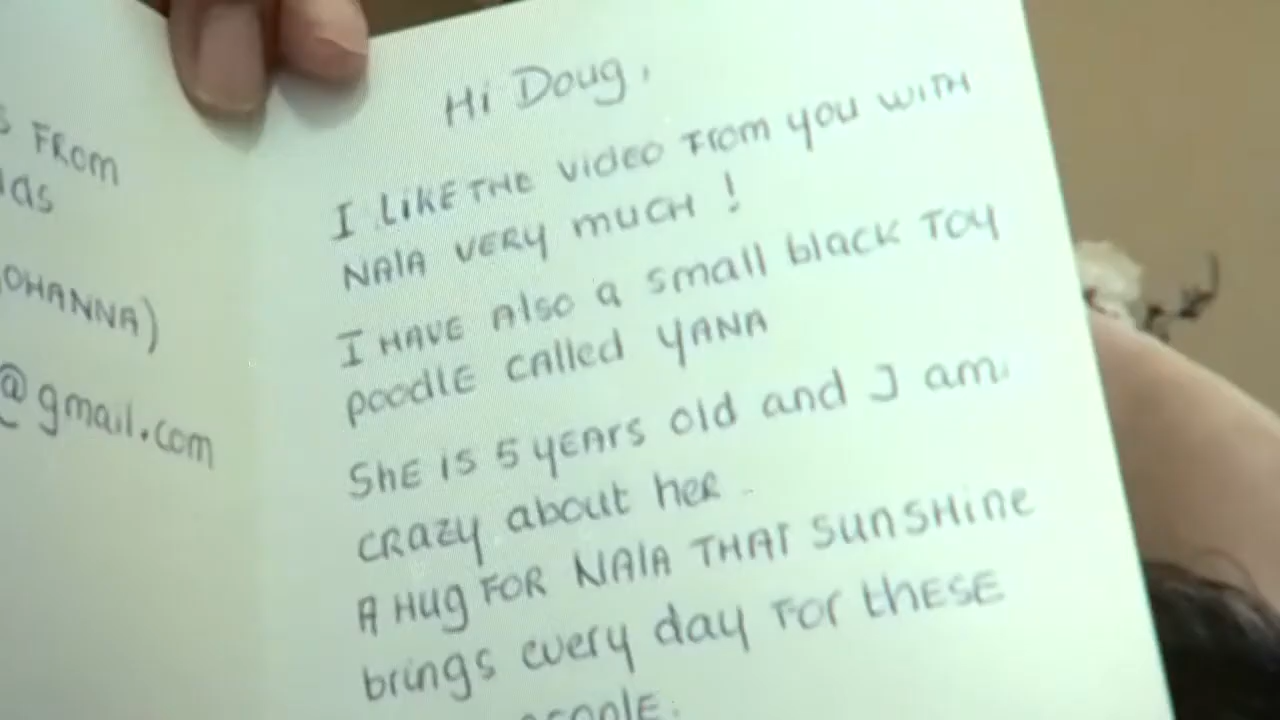 FROM
OHANNA)
@gmail.com
Hi Doug,
I LIKE THE video From you WITH
NAIA VERY MUCH !
I HAVE Also a small black TOY
poodlE called YANA
ShE IS 5 yEArs old and I am
CRAZY about her
A Hug FOR NAIA THAT SunSHine
brings every day For thESE